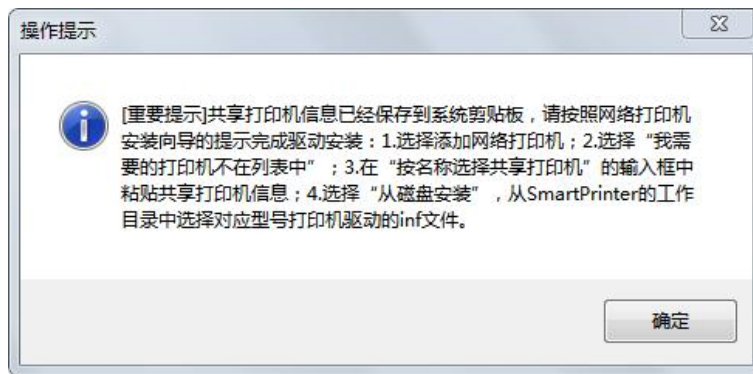 操作提示
[重要提示]共享打印机信息已经保存到系统剪贴板，请按照网络打印机
安装向导的提示完成驱动安装：1.选择添加网络打印机；2.选择“我需
要的打印机不在列表中”；3.在“按名称选择共享打印机”的输入框中
粘贴共享打印机信息；4.选择“从磁盘安装”，从SmartPrinter的工作
目录中选择对应型号打印机驱动的inf文件。
确定